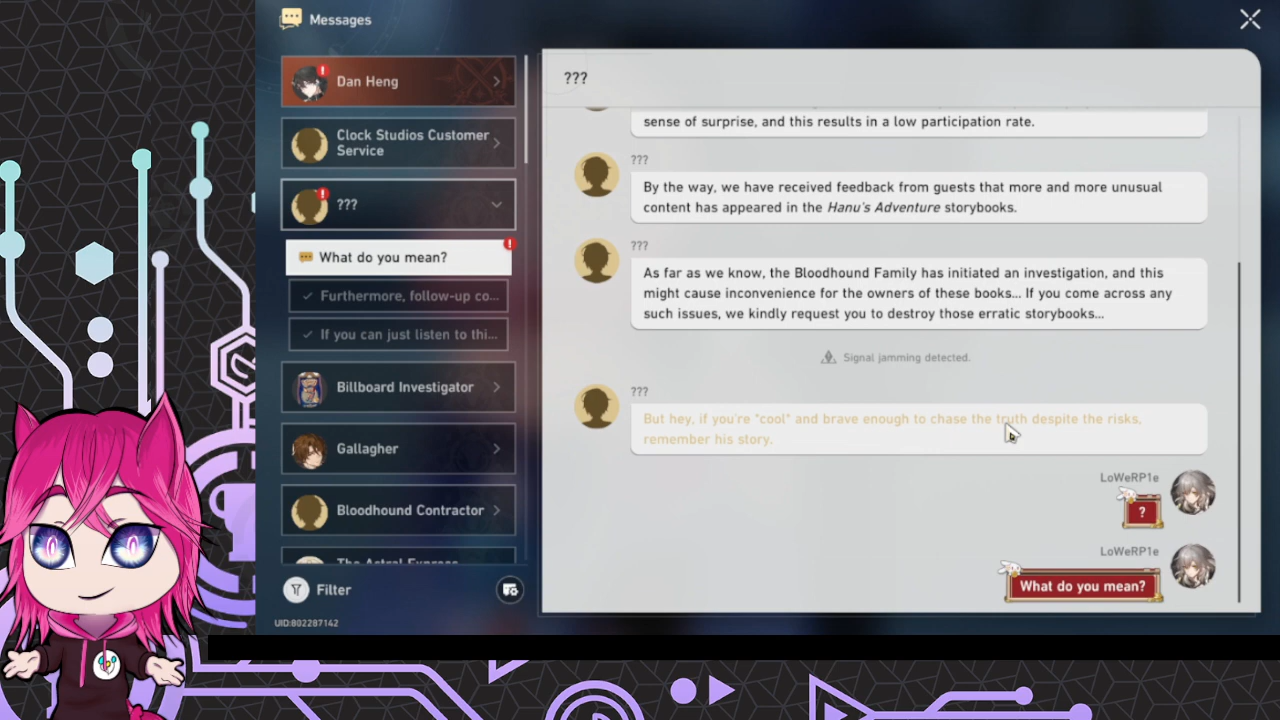 Messages
Dan Heng
Clock Studios Customer
Service
???
What do you mean?
Furthermore, follow-up co...
If you can just listen to thi...
Billboard Investigator
Gallagher
Bloodhound Contractor
The Astral Express
Filter
UID:802287142
???
sense of surprise, and this results in a low participation rate.
???
By the way, we have received feedback from guests that more and more unusual
content has appeared in the Hanu's Adventure storybooks.
???
As far as we know, the Bloodhound Family has initiated an investigation, and this
might cause inconvenience for the owners of these books... If you come across any
such issues, we kindly request you to destroy those erratic storybooks...
Signal jamming detected.
???
But hey, if you're *cool* and brave enough to chase the truth despite the risks,
remember his story.
LoWeRP1e
?
LoWeRP1e
What do you mean?